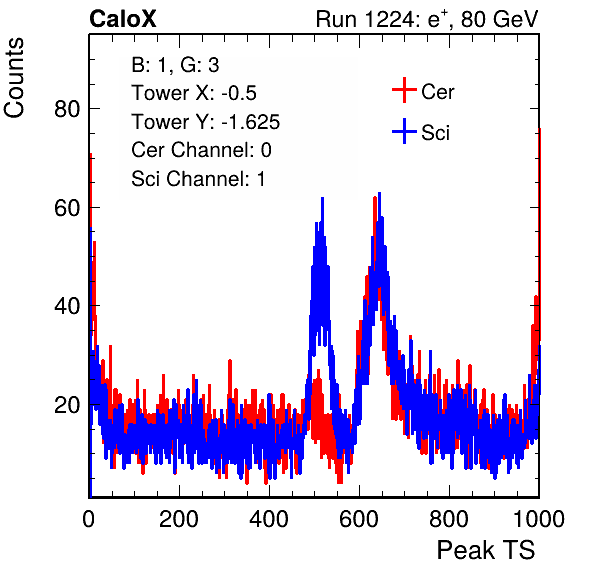 CaloX Run 1224: e+, 80 GeV
Counts
B: 1, G: 3
Tower X: -0.5
Tower Y: -1.625
Cer Channel: 0
Sci Channel: 1
Cer
Sci
80
60
40
20
0 200 400 600 800 1000
Peak TS